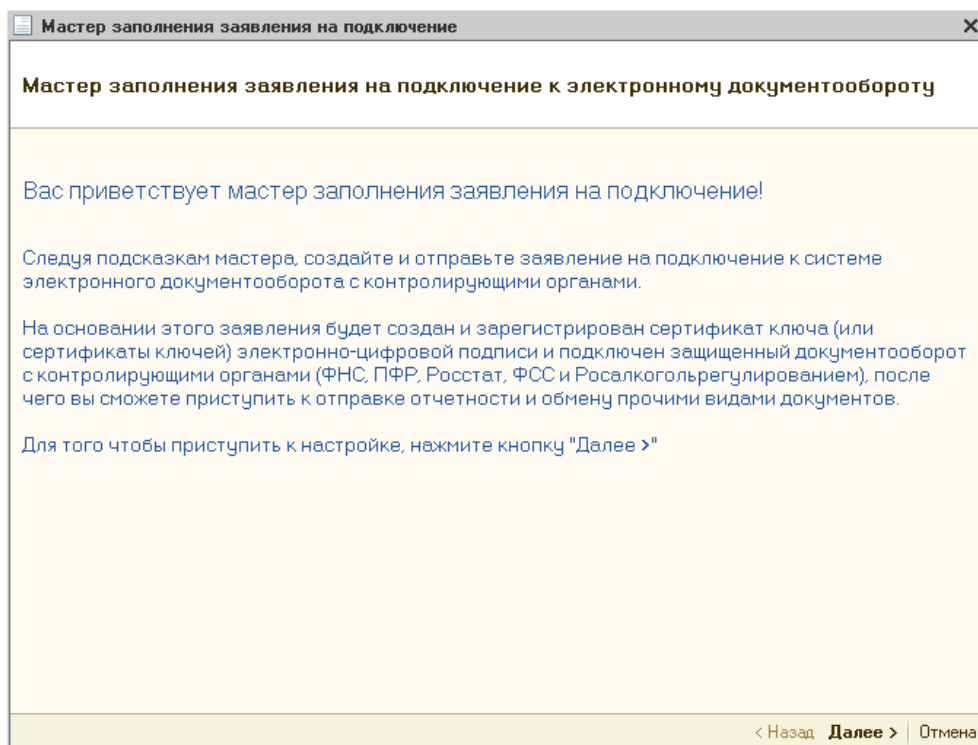 Мастер заполнения заявления на подключение
Мастер заполнения заявления на подключение к электронному документообороту
Вас приветствует мастер заполнения заявления на подключение!
Следуя подсказкам мастера, создайте и отправьте заявление на подключение к системе
электронного документооборота с контролирующими органами.
На основании этого заявления будет создан и зарегистрирован сертификат ключа (или
сертификаты ключей) электронно-цифровой подписи и подключен защищенный документооборот
с контролирующими органами (ФНС, ПФР, Росстат, ФСС и Росалкогольрегулированием), после
чего вы сможете приступить к отправке отчетности и обмену прочими видами документов.
Для того чтобы приступить к настройке, нажмите кнопку "Далее >"
< Назад Далее > Отмена